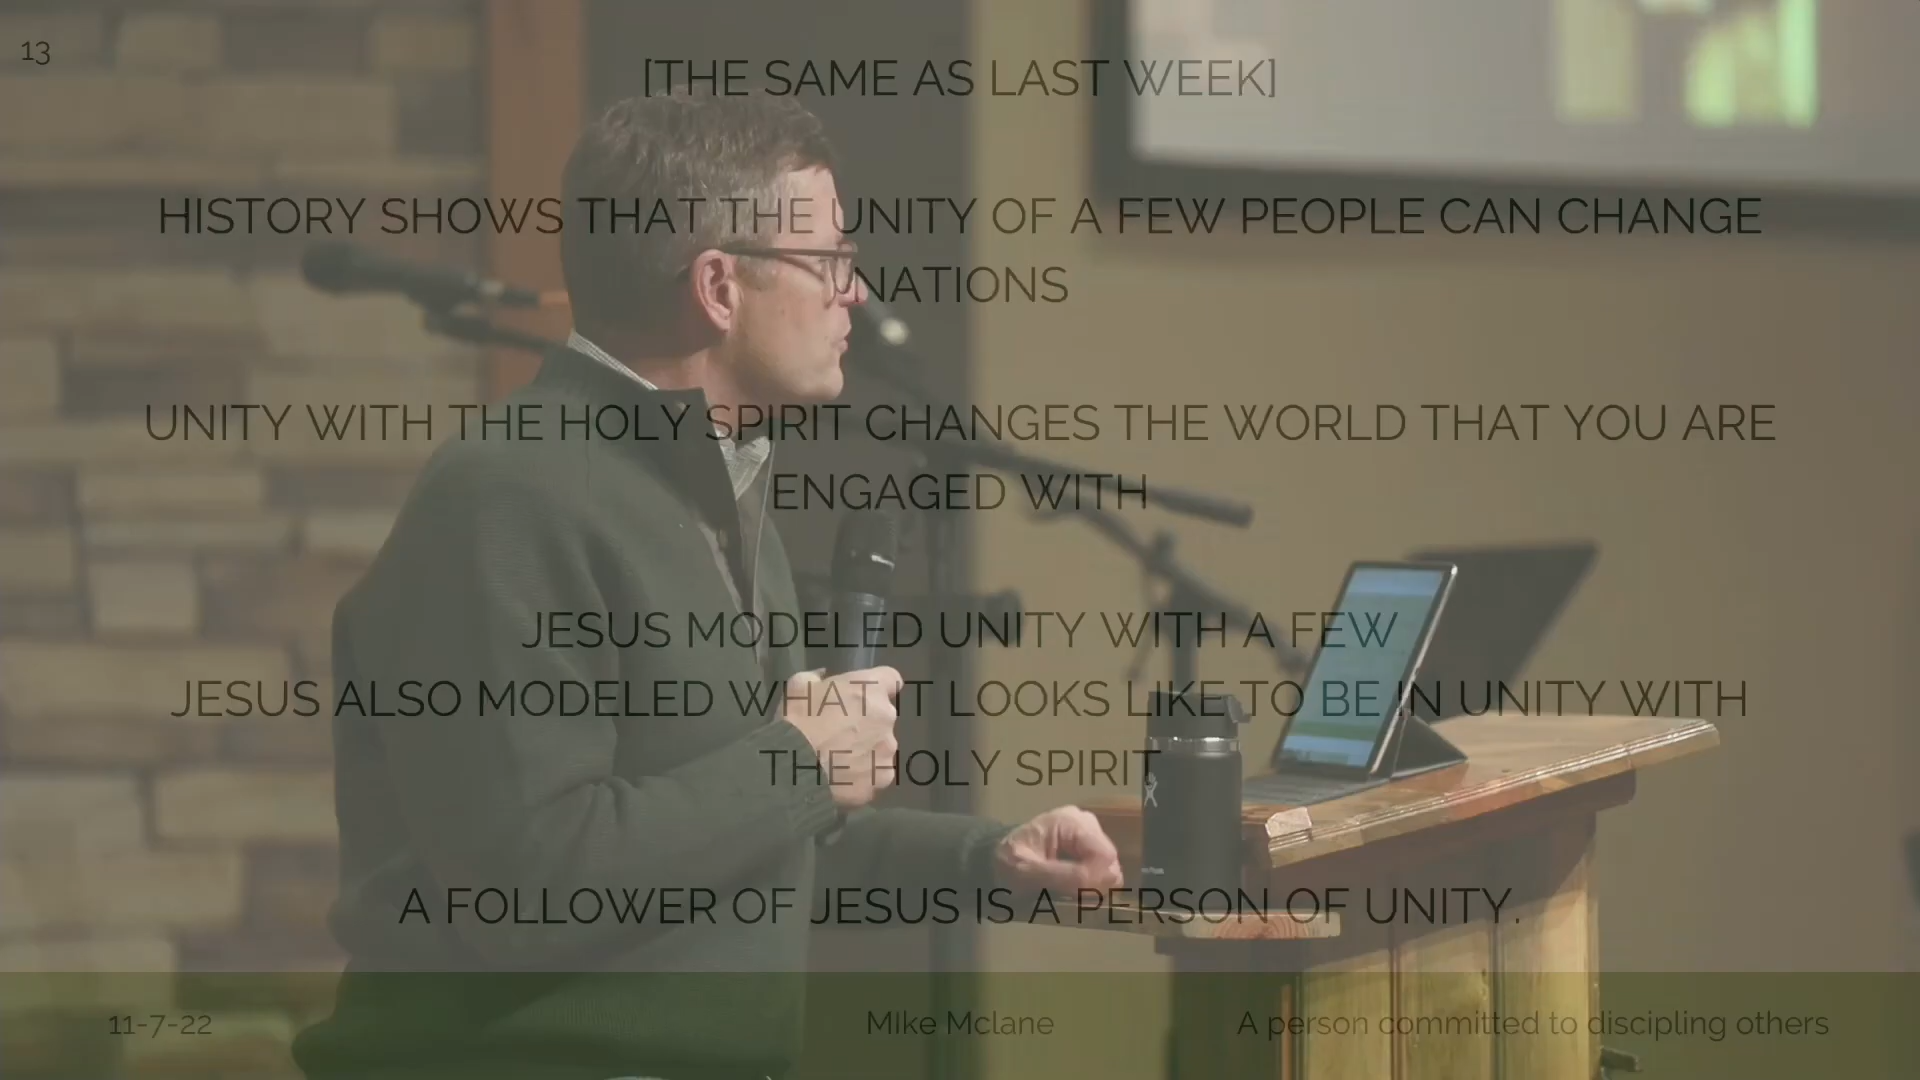 13
[THE SAME AS LAST WEEK]
HISTORY SHOWS THAT THE UNITY OF A FEW PEOPLE CAN CHANGE
NATIONS
UNITY WITH THE HOLY SPIRIT CHANGES THE WORLD THAT YOU ARE
ENGAGED WITH
JESUS MODELED UNITY WITH A FEW
JESUS ALSO MODELED WHAT IT LOOKS LIKE TO BE IN UNITY WITH
THE HOLY SPIRIT
A FOLLOWER OF JESUS IS A PERSON OF UNITY.
11-7-22 MIke Mclane A person committed to discipling others